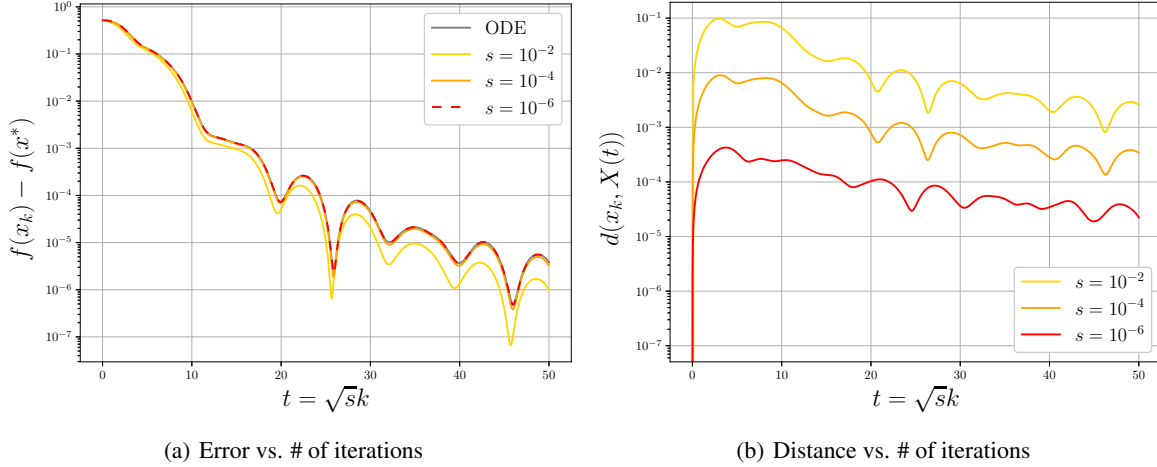 10^0
10^{-1}
10^{-2}
10^{-3}
10^{-4}
10^{-5}
10^{-6}
10^{-7}
f(x_k) − f(x^*)
0 10 20 30 40 50
t = √s k
ODE
s = 10^{-2}
s = 10^{-4}
s = 10^{-6}
(a) Error vs. # of iterations
10^{-1}
10^{-2}
10^{-3}
10^{-4}
10^{-5}
10^{-6}
10^{-7}
d(x_k, X(t))
0 10 20 30 40 50
t = √s k
s = 10^{-2}
s = 10^{-4}
s = 10^{-6}
(b) Distance vs. # of iterations